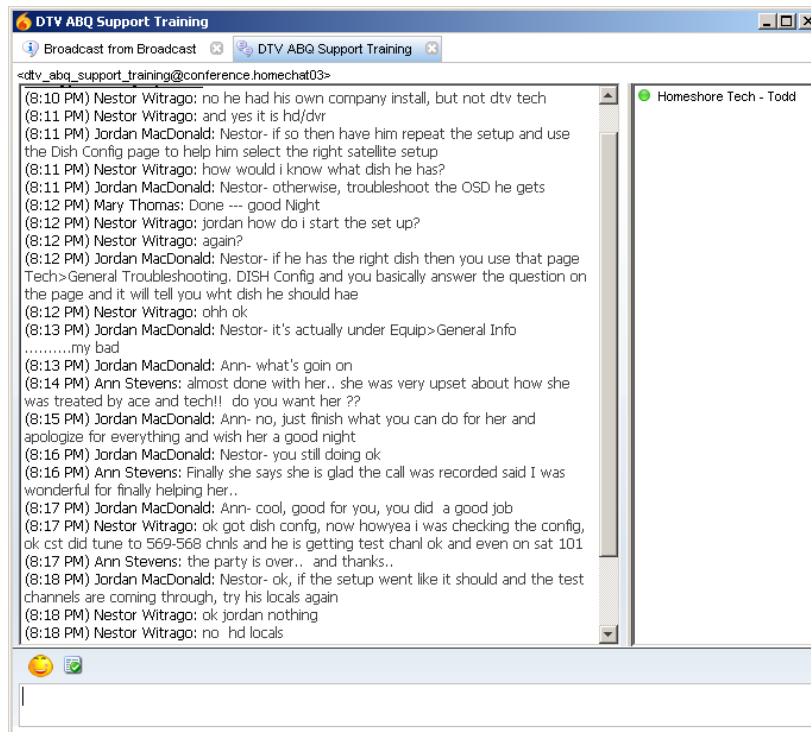 DTV ABQ Support Training
Broadcast from Broadcast
DTV ABQ Support Training
<dtv_abq_support_training@conference.homechat03>
(8:10 PM) Nestor Witrago: no he had his own company install, but not dtv tech
(8:11 PM) Nestor Witrago: and yes it is hd/dvr
(8:11 PM) Jordan MacDonald: Nestor- if so then have him repeat the setup and use
the Dish Config page to help him select the right satellite setup
(8:11 PM) Nestor Witrago: how would i know what dish he has?
(8:11 PM) Jordan MacDonald: Nestor- otherwise, troubleshoot the OSD he gets
(8:12 PM) Mary Thomas: Done --- good Night
(8:12 PM) Nestor Witrago: jordan how do i start the set up?
(8:12 PM) Nestor Witrago: again?
(8:12 PM) Jordan MacDonald: Nestor- if he has the right dish then you use that page
Tech>General Troubleshooting. DISH Config and you basically answer the question on
the page and it will tell you wht dish he should hae
(8:12 PM) Nestor Witrago: ohh ok
(8:13 PM) Jordan MacDonald: Nestor- it's actually under Equip>General Info
..........my bad
(8:13 PM) Jordan MacDonald: Ann- what's goin on
(8:14 PM) Ann Stevens: almost done with her.. she was very upset about how she
was treated by ace and tech!!  do you want her ??
(8:15 PM) Jordan MacDonald: Ann- no, just finish what you can do for her and
apologize for everything and wish her a good night
(8:16 PM) Jordan MacDonald: Nestor- you still doing ok
(8:16 PM) Ann Stevens: Finally she says she is glad the call was recorded said I was
wonderful for finally helping her..
(8:17 PM) Jordan MacDonald: Ann- cool, good for you, you did  a good job
(8:17 PM) Nestor Witrago: ok got dish confg, now howyea i was checking the config,
ok cst did tune to 569-568 chnls and he is getting test chanl ok and even on sat 101
(8:17 PM) Ann Stevens: the party is over..  and thanks..
(8:18 PM) Jordan MacDonald: Nestor- ok, if the setup went like it should and the test
channels are coming through, try his locals again
(8:18 PM) Nestor Witrago: ok jordan nothing
(8:18 PM) Nestor Witrago: no  hd locals
Homeshore Tech - Todd